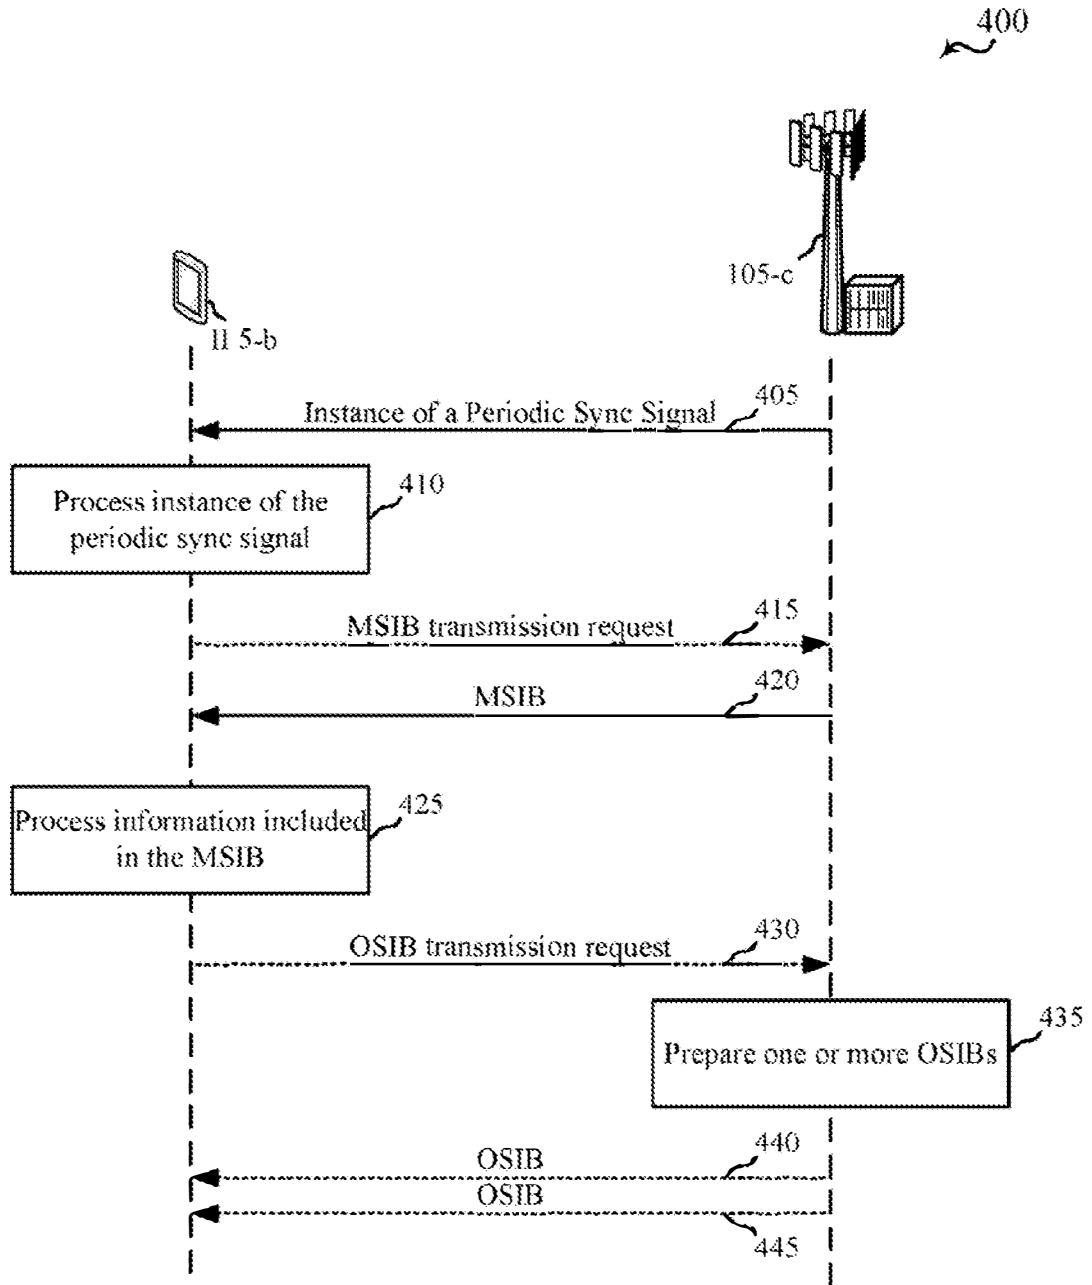 400
105-c
115-b
Instance of a Periodic Sync Signal
405
Process instance of the
periodic sync signal
410
MSIB transmission request
415
MSIB
420
Process information included
in the MSIB
425
OSIB transmission request
430
Prepare one or more OSIBs
435
OSIB
440
OSIB
445